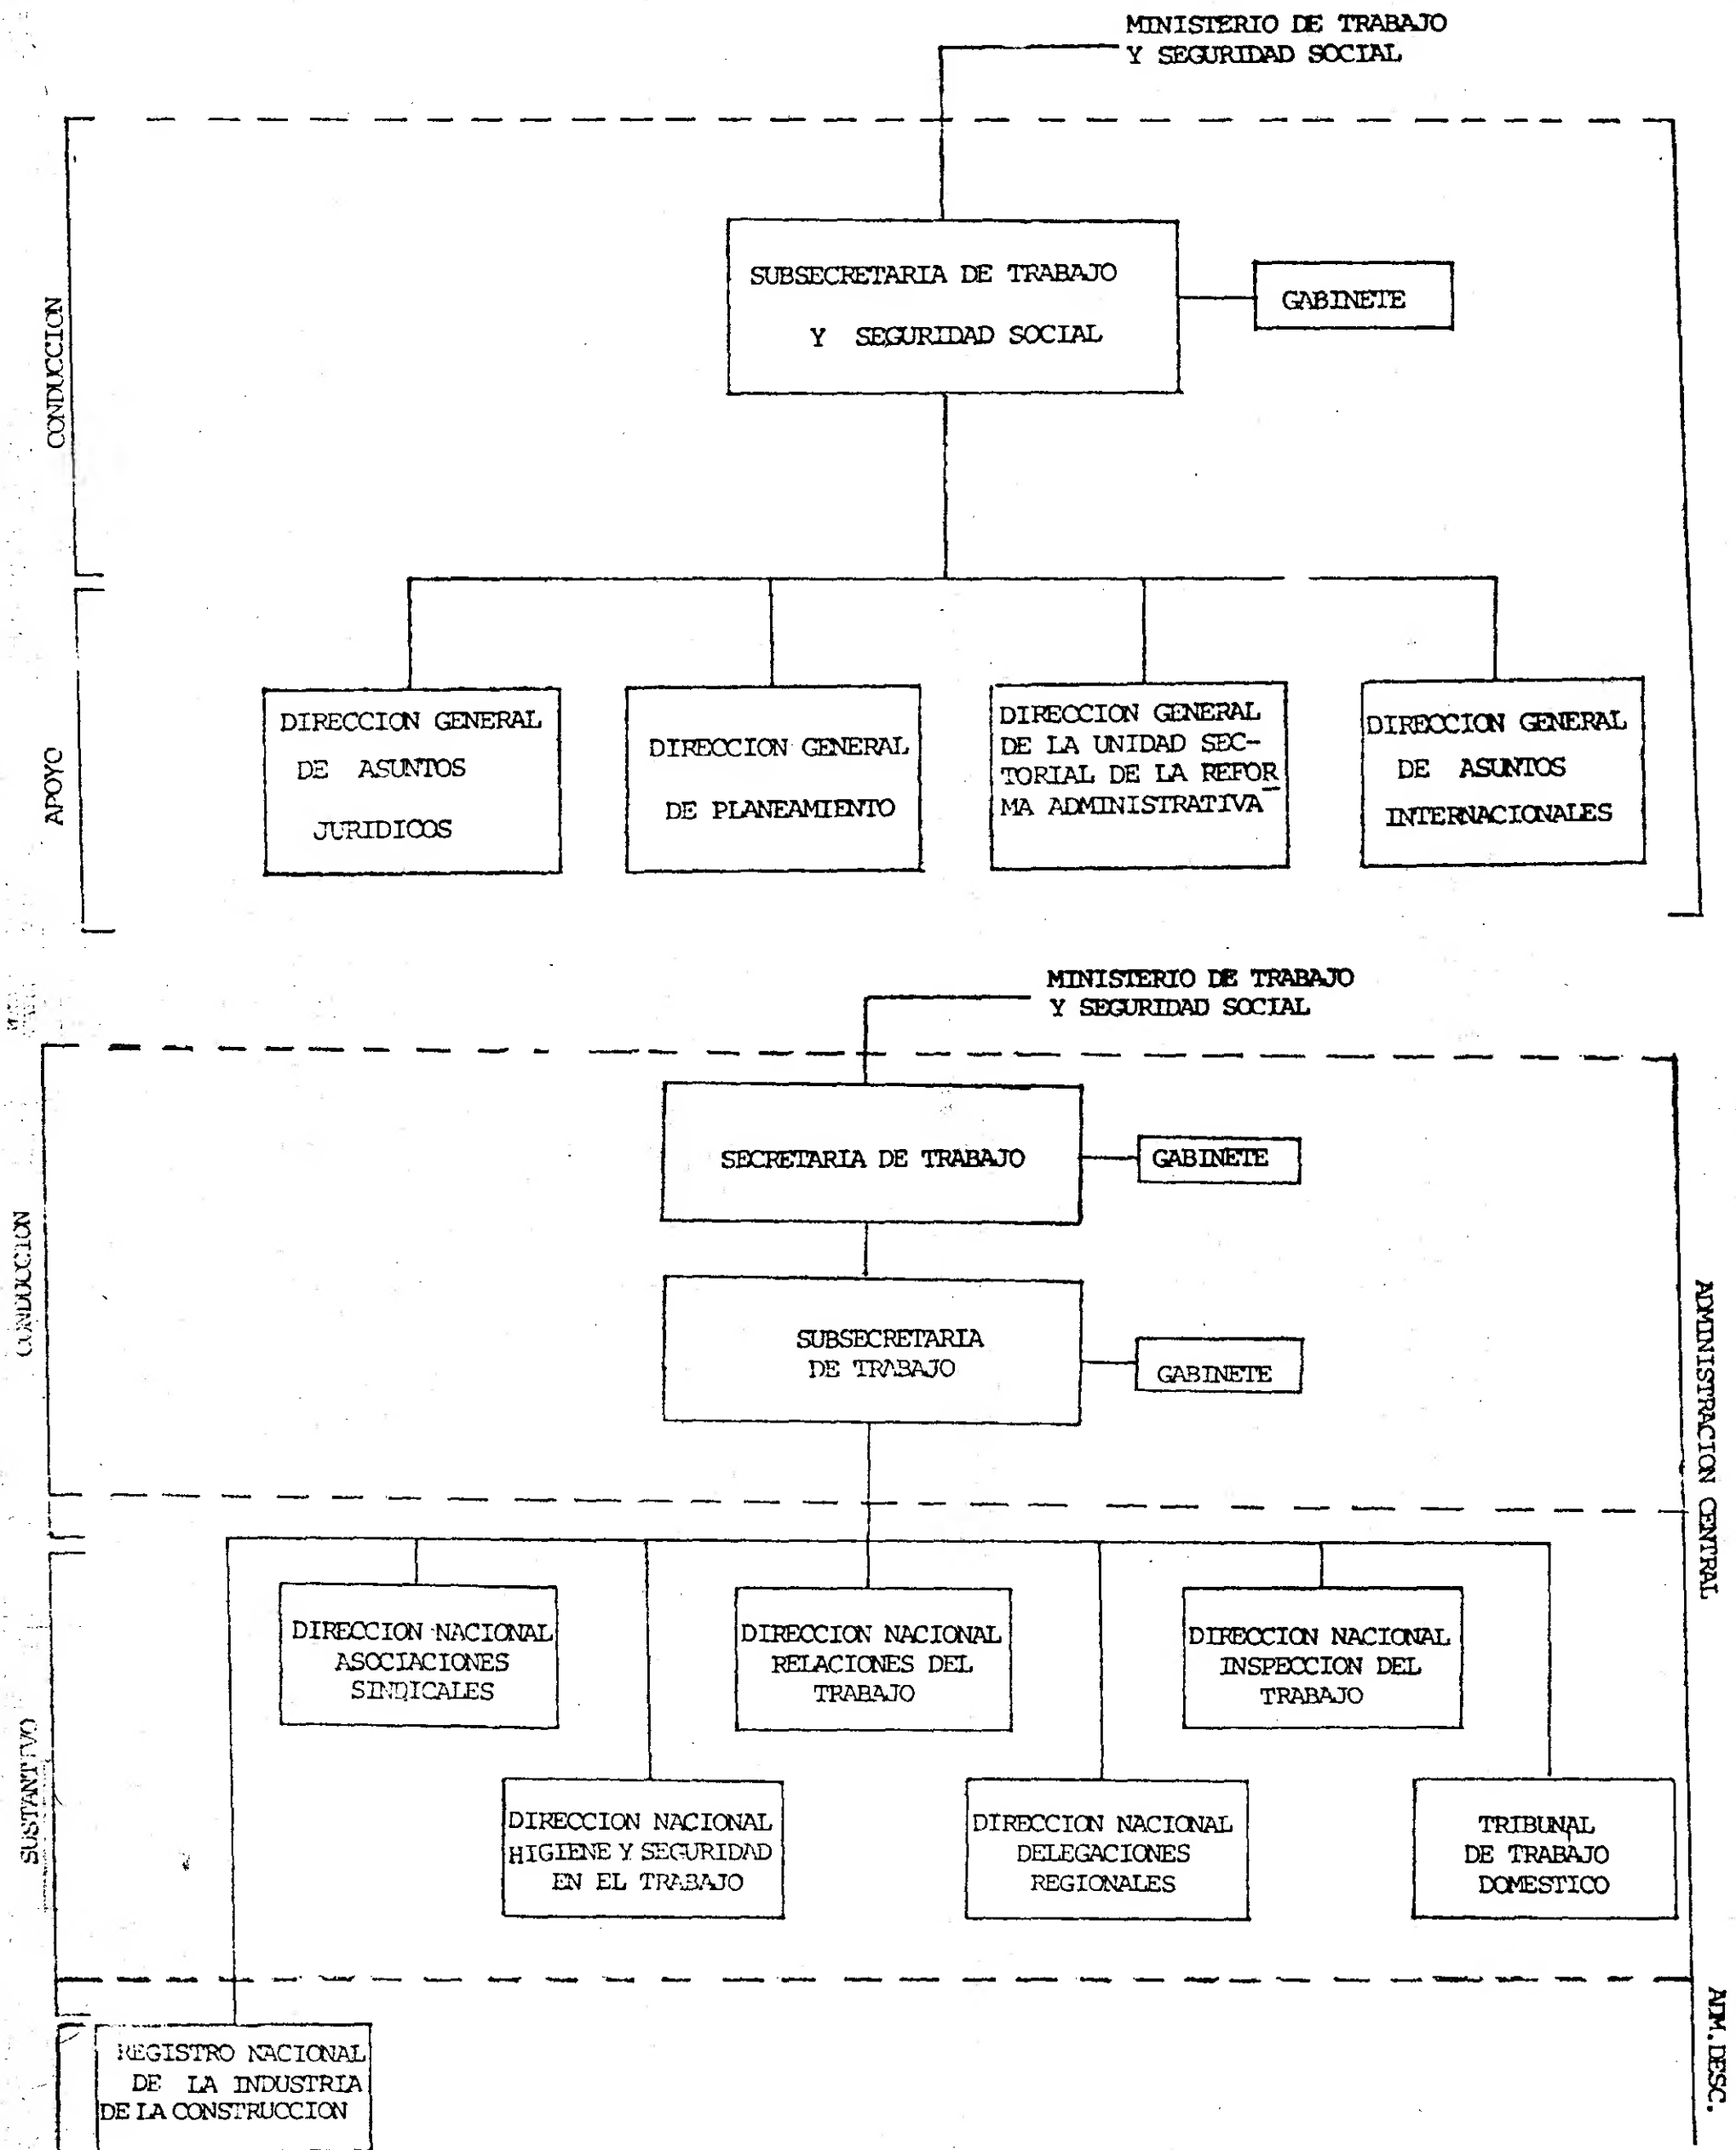 MINISTERIO DE TRABAJO
Y SEGURIDAD SOCIAL
CONDUCCION
SUBSECRETARIA DE TRABAJO
Y SEGURIDAD SOCIAL
GABINETE
APOYO
DIRECCION GENERAL
DE ASUNTOS
JURIDICOS
DIRECCION GENERAL
DE PLANEAMIENTO
DIRECCION GENERAL
DE LA UNIDAD SEC-
TORIAL DE LA REFOR
MA ADMINISTRATIVA
DIRECCION GENERAL
DE ASUNTOS
INTERNACIONALES
MINISTERIO DE TRABAJO
Y SEGURIDAD SOCIAL
CONDUCCION
SECRETARIA DE TRABAJO
GABINETE
SUBSECRETARIA
DE TRABAJO
GABINETE
ADMINISTRACION CENTRAL
SUSTANTIVO
DIRECCION NACIONAL
ASOCIACIONES
SINDICALES
DIRECCION NACIONAL
RELACIONES DEL
TRABAJO
DIRECCION NACIONAL
INSPECCION DEL
TRABAJO
DIRECCION NACIONAL
HIGIENE Y SEGURIDAD
EN EL TRABAJO
DIRECCION NACIONAL
DELEGACIONES
REGIONALES
TRIBUNAL
DE TRABAJO
DOMESTICO
ADM. DESC.
REGISTRO NACIONAL
DE LA INDUSTRIA
DE LA CONSTRUCCION